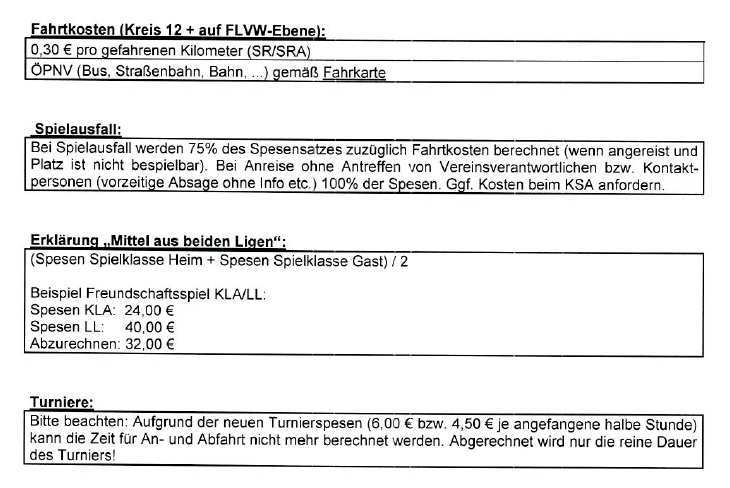 Fahrtkosten (Kreis 12 + auf FLVW-Ebene):
0,30 € pro gefahrenen Kilometer (SR/SRA)
ÖPNV (Bus, Straßenbahn, Bahn, ...) gemäß Fahrkarte
Spielausfall:
Bei Spielausfall werden 75% des Spesensatzes zuzüglich Fahrtkosten berechnet (wenn angereist und
Platz ist nicht bespielbar). Bei Anreise ohne Antreffen von Vereinsverantwortlichen bzw. Kontakt-
personen (vorzeitige Absage ohne Info etc.) 100% der Spesen. Ggf. Kosten beim KSA anfordern.
Erklärung „Mittel aus beiden Ligen“:
(Spesen Spielklasse Heim + Spesen Spielklasse Gast) / 2
Beispiel Freundschaftsspiel KLA/LL:
Spesen KLA: 24,00 €
Spesen LL: 40,00 €
Abzurechnen: 32,00 €
Turniere:
Bitte beachten: Aufgrund der neuen Turnierspesen (6,00 € bzw. 4,50 € je angefangene halbe Stunde)
kann die Zeit für An- und Abfahrt nicht mehr berechnet werden. Abgerechnet wird nur die reine Dauer
des Turniers!